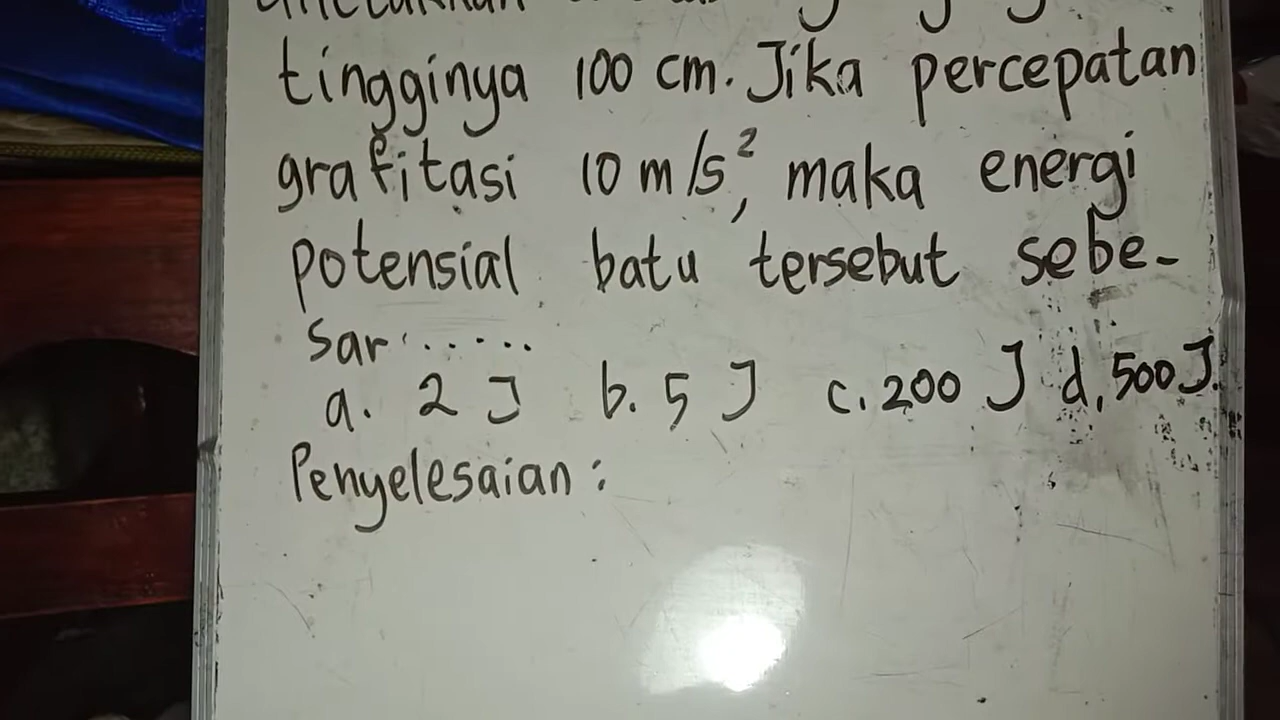 tingginya 100 cm. Jika percepatan
grafitasi 10 m/s², maka energi
potensial batu tersebut sebe-
sar ......
a. 2 J b. 5 J c. 200 J d. 500 J.
Penyelesaian :